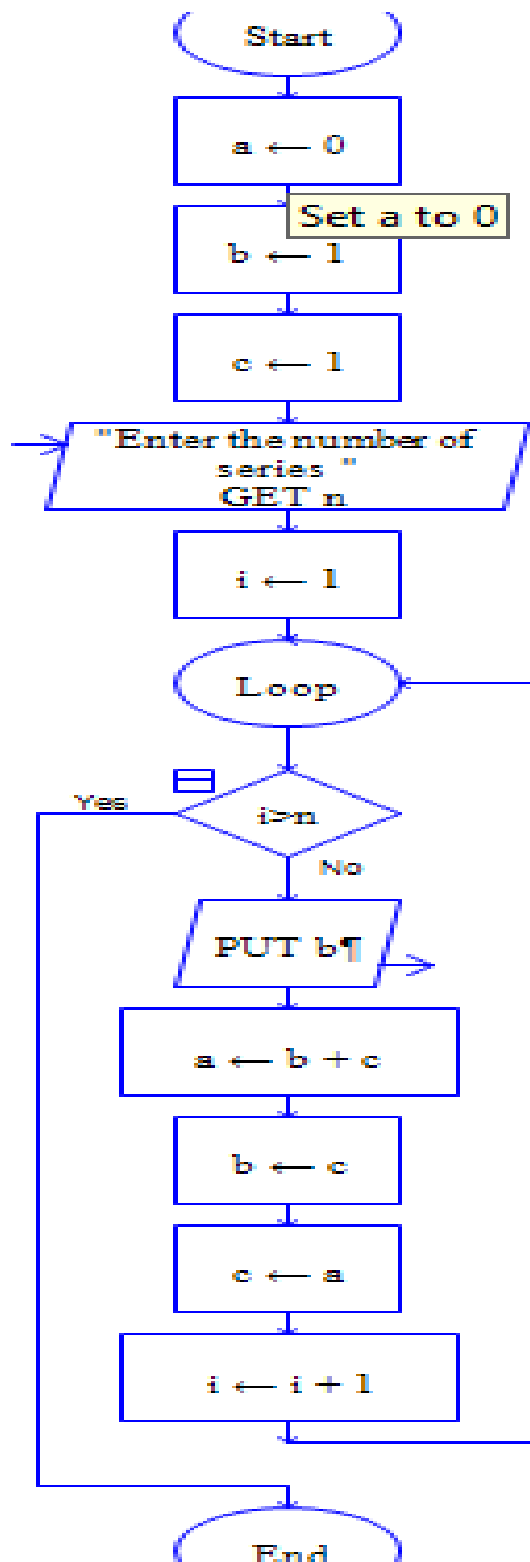 Start
a ← 0
Set a to 0
b ← 1
c ← 1
"Enter the number of
series "
GET n
i ← 1
Loop
Yes
i>n
No
PUT b¶
a ← b + c
b ← c
c ← a
i ← i + 1
End